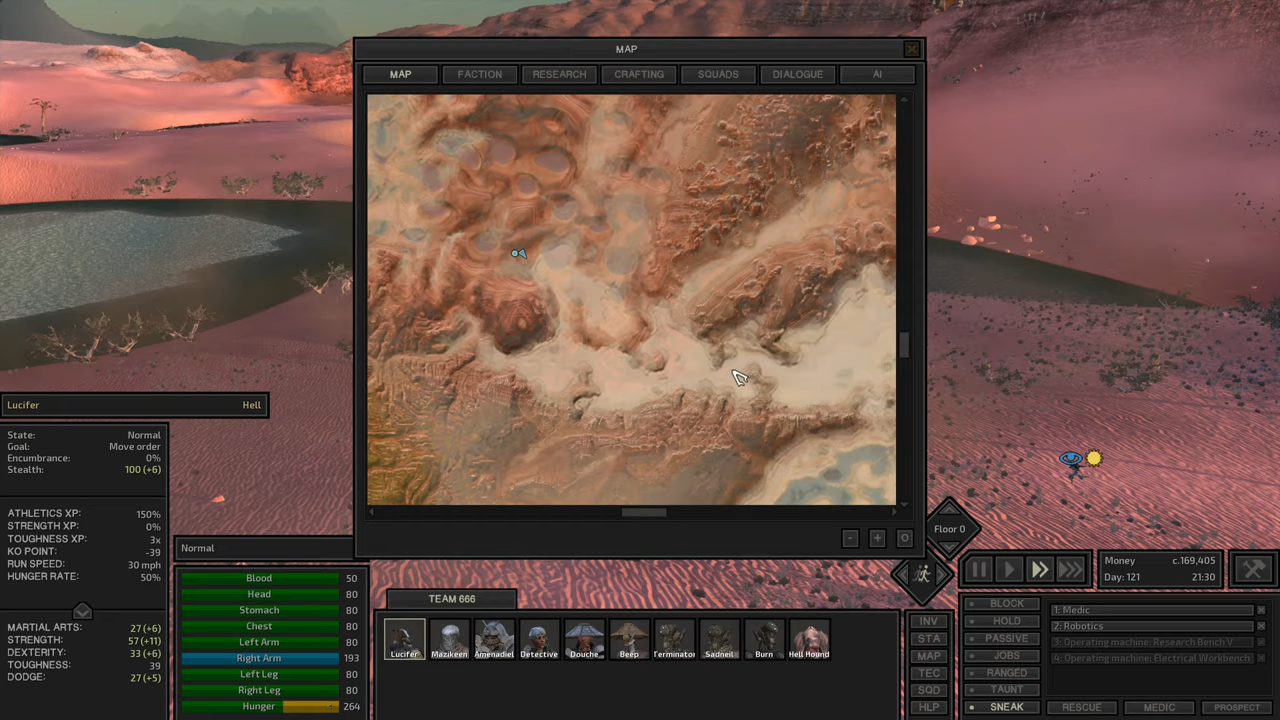 MAP
MAP FACTION RESEARCH CRAFTING SQUADS DIALOGUE AI
Lucifer Hell
State: Normal
Goal: Move order
Encumbrance: 0%
Stealth: 100 (+6)
ATHLETICS XP: 150%
STRENGTH XP: 0%
TOUGHNESS XP: 3x
KO POINT: -39
RUN SPEED: 30 mph
HUNGER RATE: 50%
MARTIAL ARTS: 27 (+6)
STRENGTH: 57 (+11)
DEXTERITY: 33 (+6)
TOUGHNESS: 39
DODGE: 27 (+5)
Normal
Blood 50
Head 80
Stomach 80
Chest 80
Left Arm 80
Right Arm 193
Left Leg 80
Right Leg 80
Hunger 264
- + O
TEAM 666
Lucifer Mazikeen Amenadiel Detective Douche Beep Terminator Sadneil Burn Hell Hound
Floor 0
INV
STA
MAP
TEC
SQD
HLP
Money c.169,405
Day: 121 21:30
BLOCK
HOLD
PASSIVE
JOBS
RANGED
TAUNT
SNEAK
1: Medic
2: Robotics
3: Operating machine: Research Bench V
4: Operating machine: Electrical Workbench
RESCUE MEDIC PROSPECT